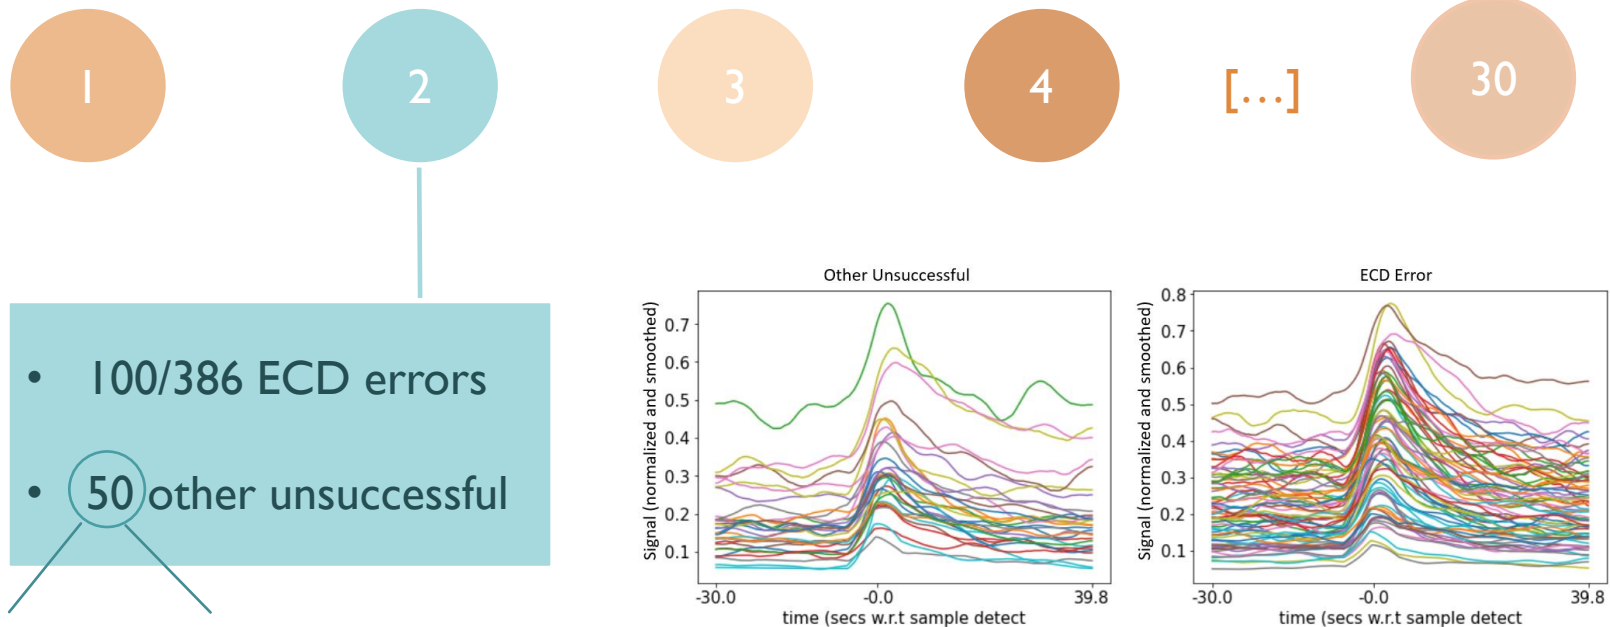 1
2
3
4
[...]
30
• 100/386 ECD errors
• 50 other unsuccessful
Other Unsuccessful
Signal (normalized and smoothed)
0.7
0.6
0.5
0.4
0.3
0.2
0.1
-30.0 -0.0 39.8
time (secs w.r.t sample detect
ECD Error
Signal (normalized and smoothed)
0.8
0.7
0.6
0.5
0.4
0.3
0.2
0.1
-30.0 -0.0 39.8
time (secs w.r.t sample detect